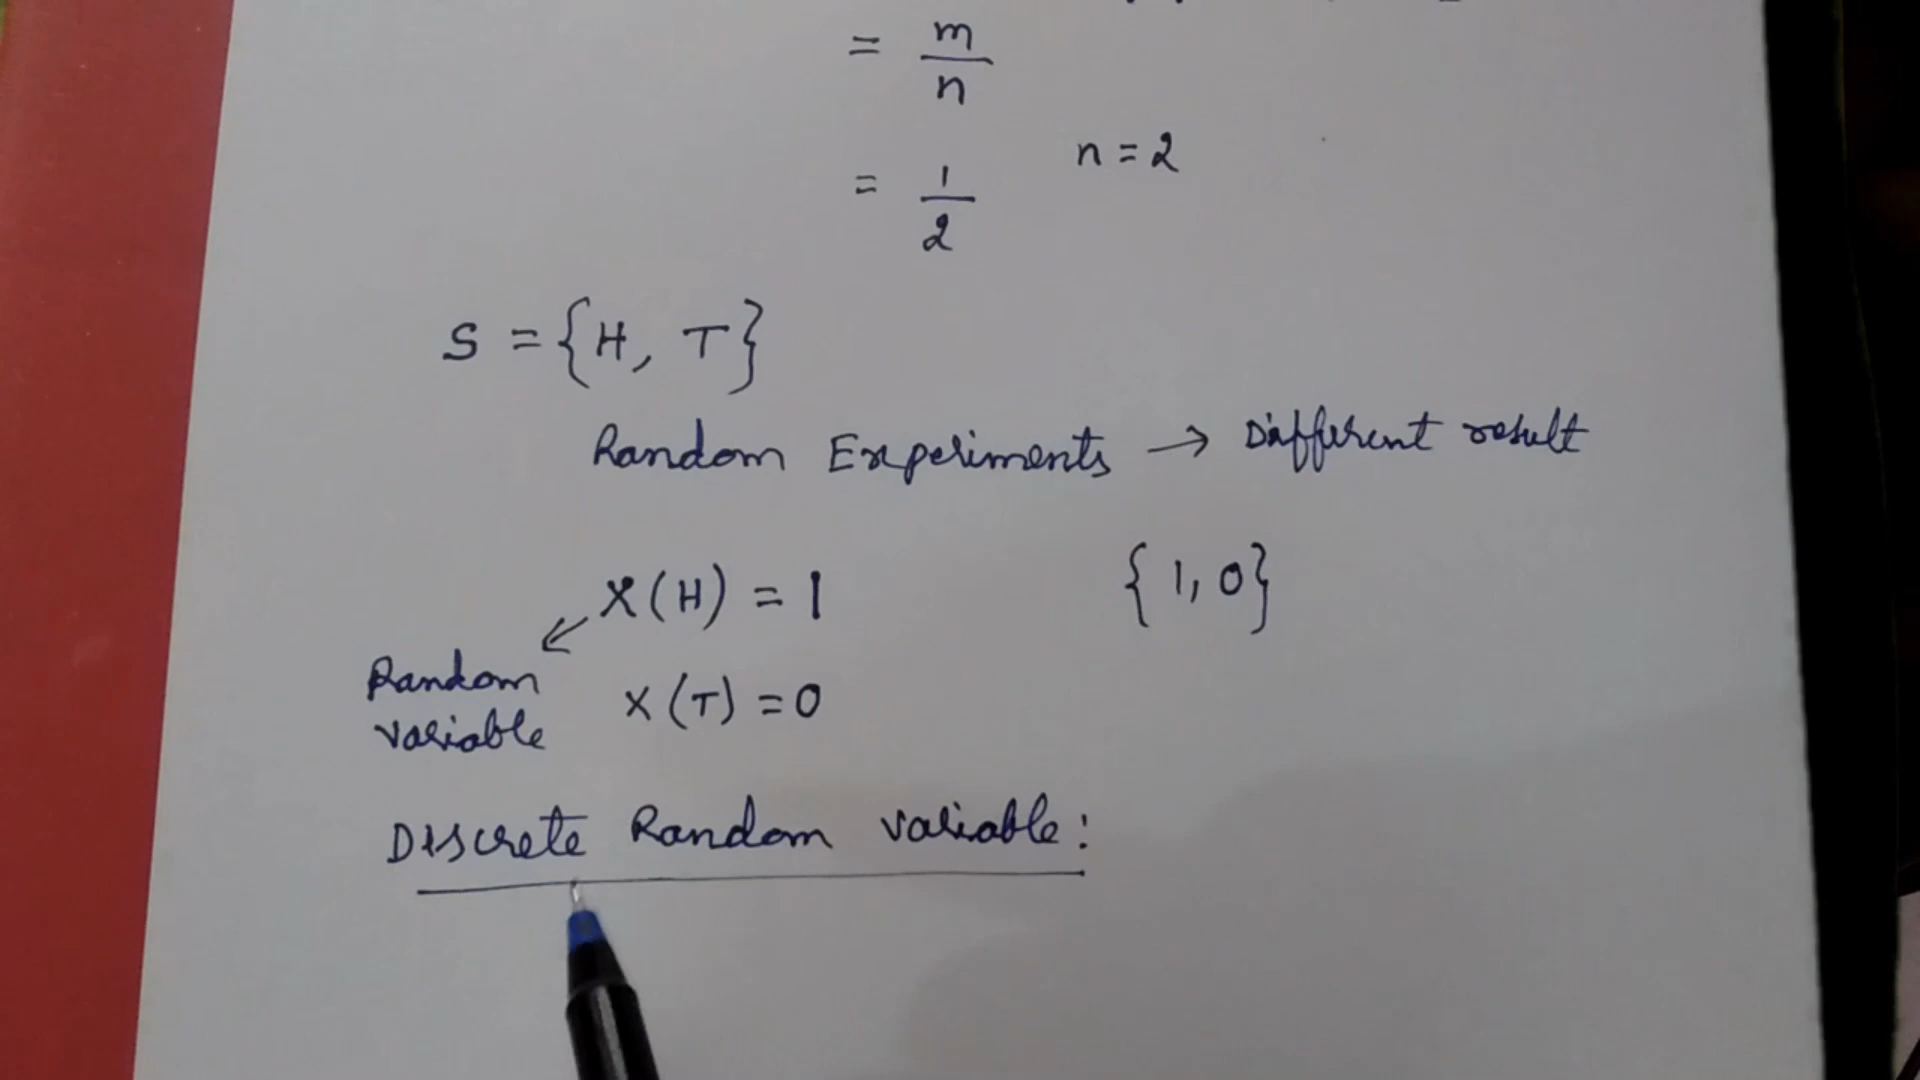 = m/n
= 1/2 n = 2
S = {H, T}
Random Experiments → Different result
X(H) = 1 {1, 0}
Random variable
X(T) = 0
Discrete Random variable: